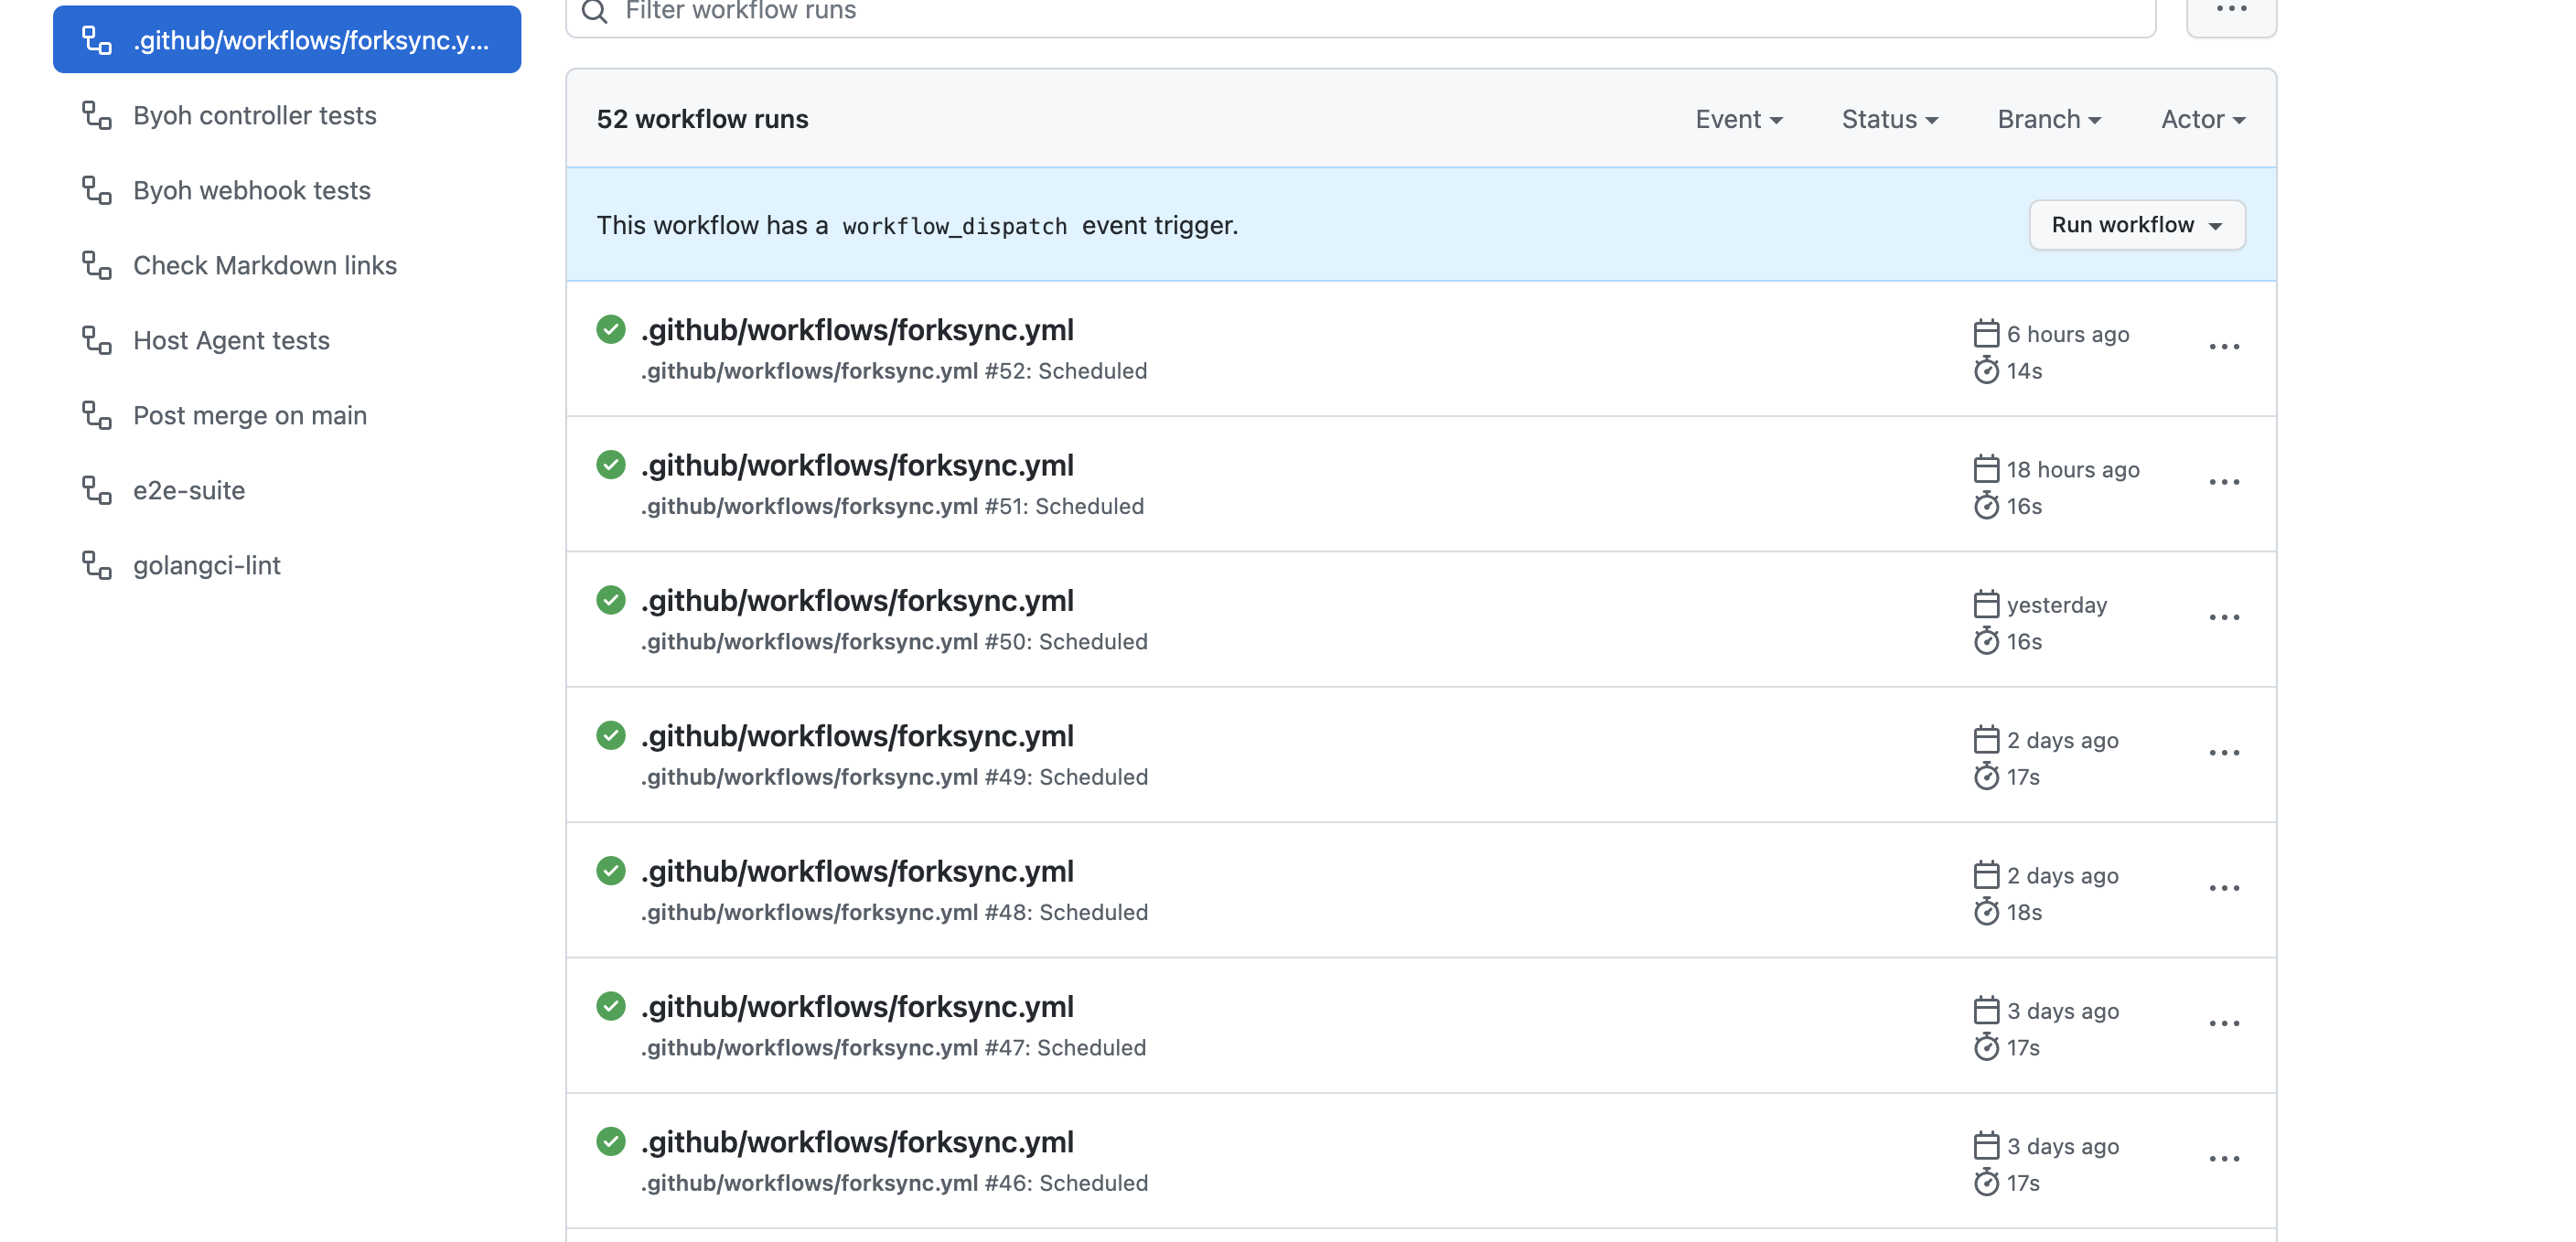 .github/workflows/forksync.y...
Byoh controller tests
Byoh webhook tests
Check Markdown links
Host Agent tests
Post merge on main
e2e-suite
golangci-lint
Filter workflow runs
52 workflow runs
Event
Status
Branch
Actor
This workflow has a workflow_dispatch event trigger.
Run workflow
.github/workflows/forksync.yml
.github/workflows/forksync.yml #52: Scheduled
6 hours ago
14s
.github/workflows/forksync.yml
.github/workflows/forksync.yml #51: Scheduled
18 hours ago
16s
.github/workflows/forksync.yml
.github/workflows/forksync.yml #50: Scheduled
yesterday
16s
.github/workflows/forksync.yml
.github/workflows/forksync.yml #49: Scheduled
2 days ago
17s
.github/workflows/forksync.yml
.github/workflows/forksync.yml #48: Scheduled
2 days ago
18s
.github/workflows/forksync.yml
.github/workflows/forksync.yml #47: Scheduled
3 days ago
17s
.github/workflows/forksync.yml
.github/workflows/forksync.yml #46: Scheduled
3 days ago
17s